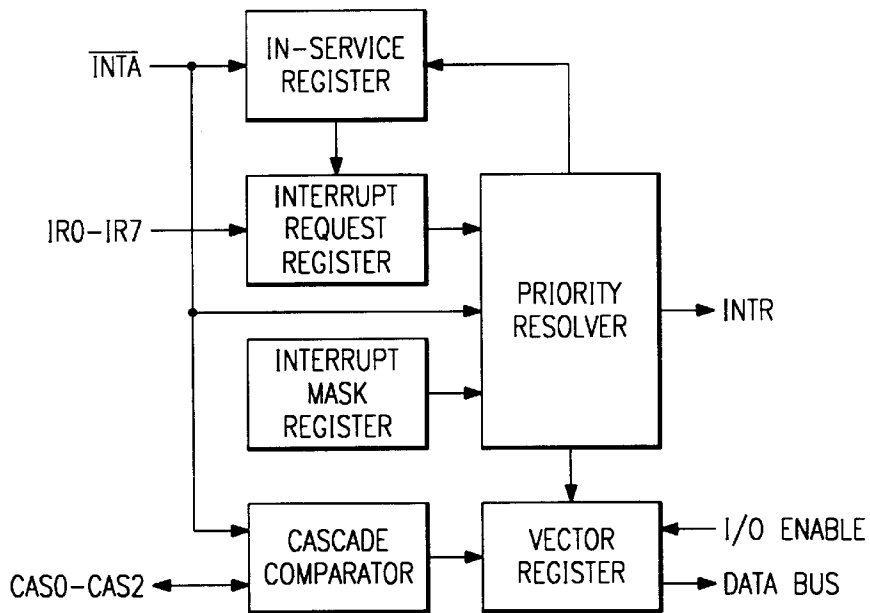 INTA
IN-SERVICE
REGISTER
IR0-IR7
INTERRUPT
REQUEST
REGISTER
PRIORITY
RESOLVER
INTR
INTERRUPT
MASK
REGISTER
CASCADE
COMPARATOR
VECTOR
REGISTER
I/O ENABLE
CAS0-CAS2
DATA BUS